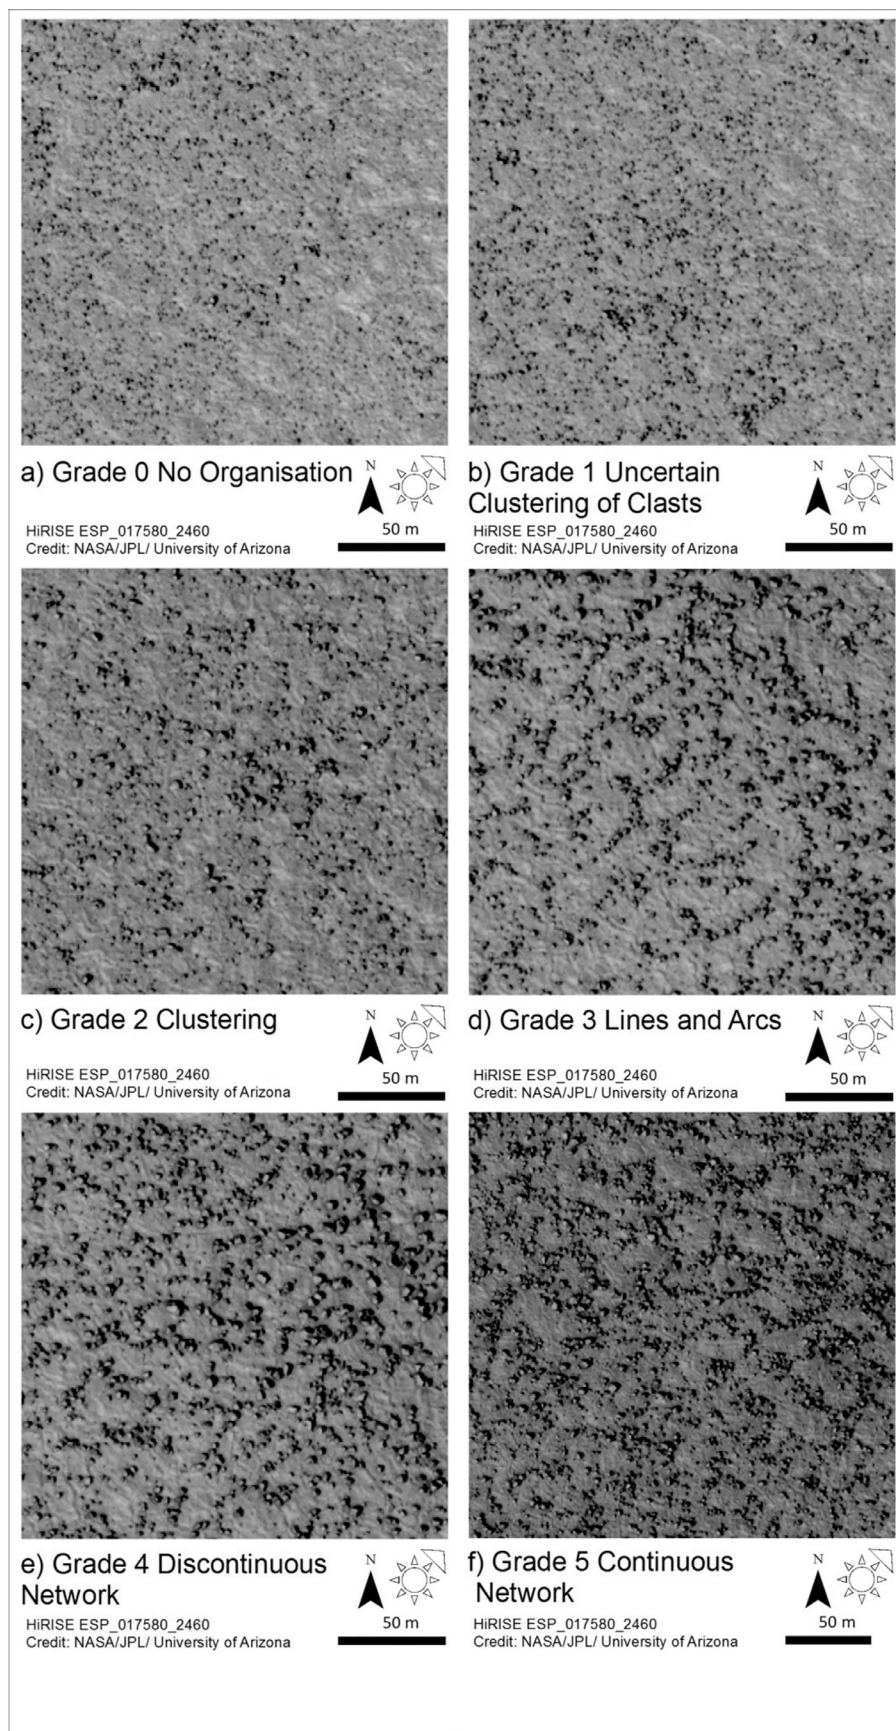 a) Grade 0 No Organisation
N
HiRISE ESP_017580_2460
Credit: NASA/JPL/ University of Arizona
50 m
b) Grade 1 Uncertain
Clustering of Clasts
N
HiRISE ESP_017580_2460
Credit: NASA/JPL/ University of Arizona
50 m
c) Grade 2 Clustering
N
HiRISE ESP_017580_2460
Credit: NASA/JPL/ University of Arizona
50 m
d) Grade 3 Lines and Arcs
N
HiRISE ESP_017580_2460
Credit: NASA/JPL/ University of Arizona
50 m
e) Grade 4 Discontinuous
Network
N
HiRISE ESP_017580_2460
Credit: NASA/JPL/ University of Arizona
50 m
f) Grade 5 Continuous
Network
N
HiRISE ESP_017580_2460
Credit: NASA/JPL/ University of Arizona
50 m